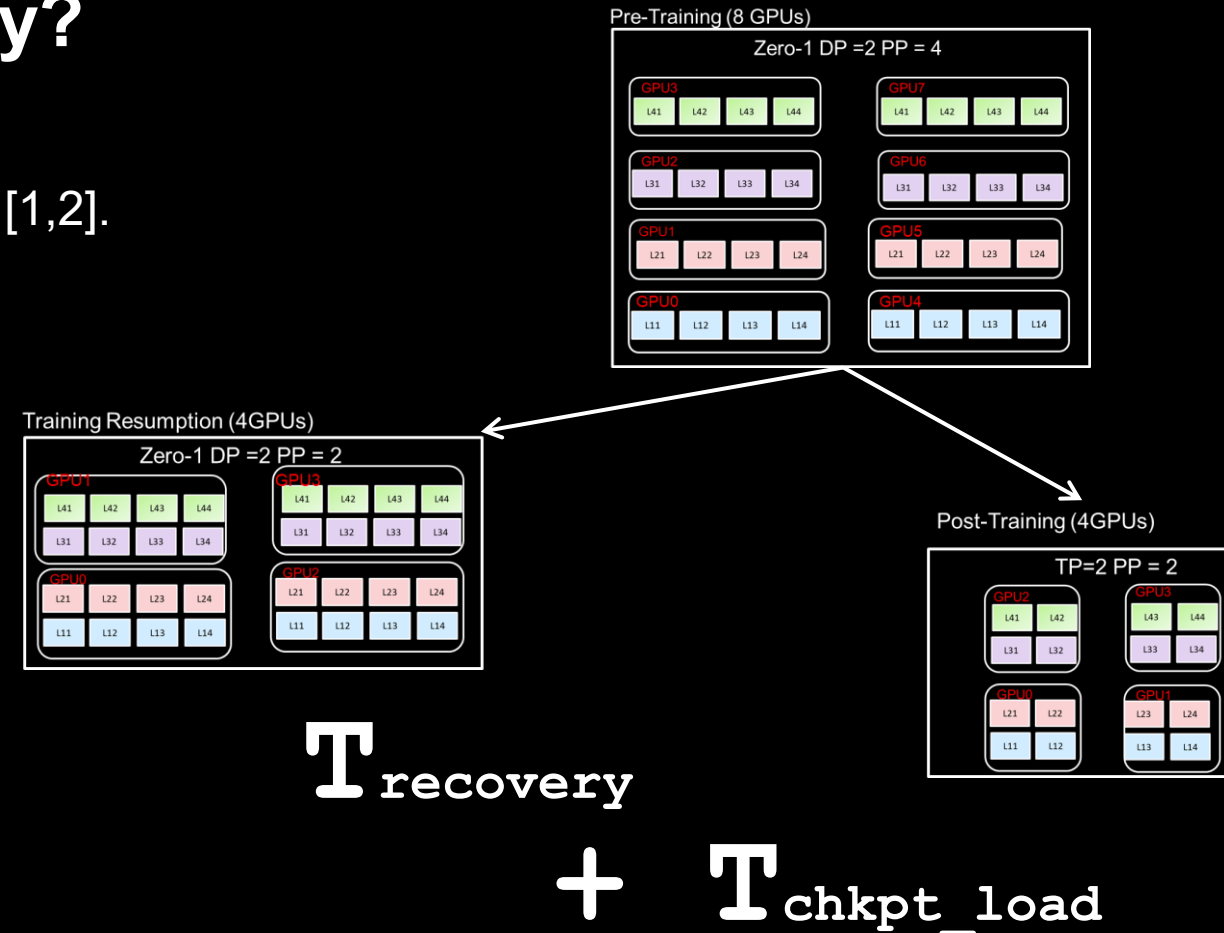 y?
[1,2].
Pre-Training (8 GPUs)
Zero-1 DP =2 PP = 4
GPU3
L41 L42 L43 L44
GPU7
L41 L42 L43 L44
GPU2
L31 L32 L33 L34
GPU6
L31 L32 L33 L34
GPU1
L21 L22 L23 L24
GPU5
L21 L22 L23 L24
GPU0
L11 L12 L13 L14
GPU4
L11 L12 L13 L14
Training Resumption (4GPUs)
Zero-1 DP =2 PP = 2
GPU1
L41 L42 L43 L44
L31 L32 L33 L34
GPU3
L41 L42 L43 L44
L31 L32 L33 L34
GPU0
L21 L22 L23 L24
L11 L12 L13 L14
GPU2
L21 L22 L23 L24
L11 L12 L13 L14
Post-Training (4GPUs)
TP=2 PP = 2
GPU2
L41 L42
L31 L32
GPU3
L43 L44
L33 L34
GPU0
L21 L22
L11 L12
GPU1
L23 L24
L13 L14
Trecovery
+ Tchkpt_load